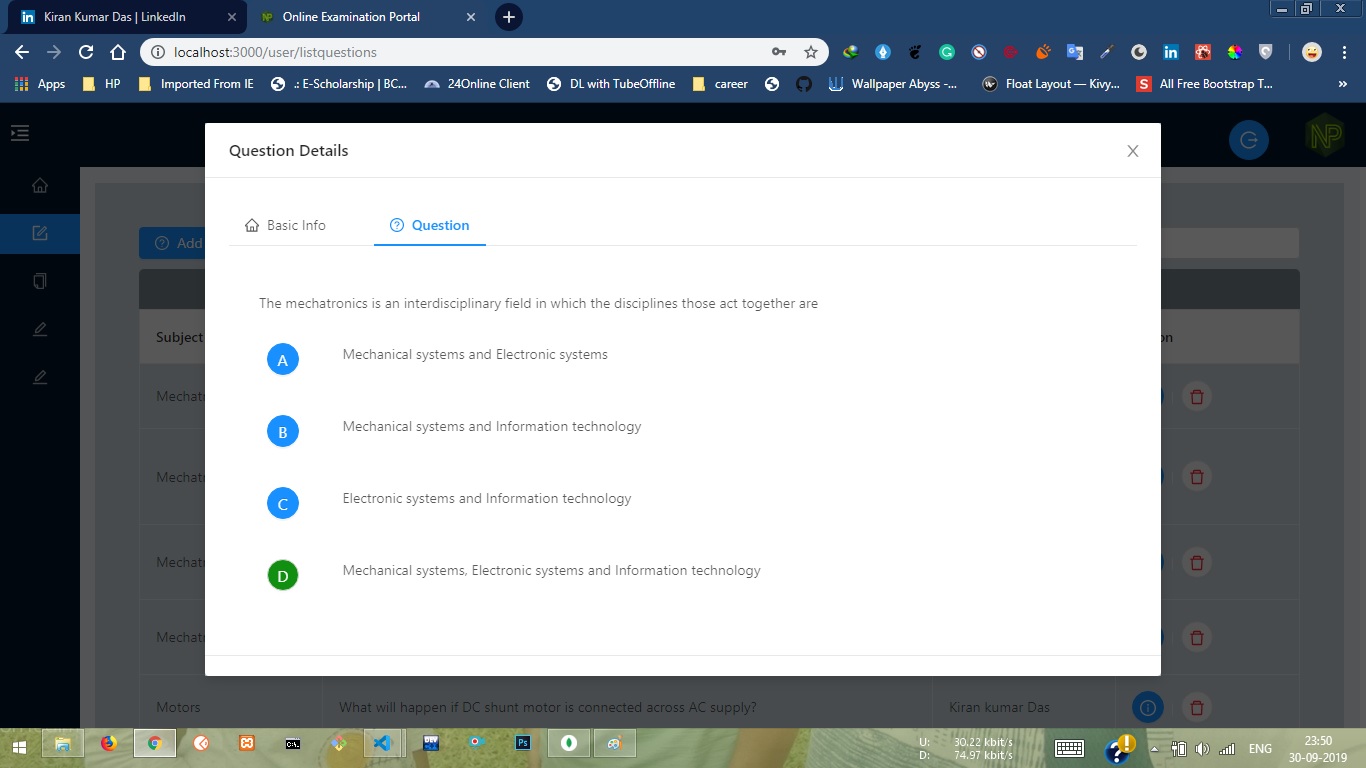 Kiran Kumar Das | LinkedIn
Online Examination Portal
localhost:3000/user/listquestions
Apps
HP
Imported From IE
.: E-Scholarship | BC...
24Online Client
DL with TubeOffline
career
Wallpaper Abyss -...
Float Layout — Kivy...
All Free Bootstrap T...
NP
Question Details
Basic Info
Question
Add
The mechatronics is an interdisciplinary field in which the disciplines those act together are
Subject
on
A Mechanical systems and Electronic systems
Mechat
B Mechanical systems and Information technology
Mechat
C Electronic systems and Information technology
Mechat
D Mechanical systems, Electronic systems and Information technology
Mechat
Motors What will happen if DC shunt motor is connected across AC supply? Kiran kumar Das
U: 30.22 kbit/s
D: 74.97 kbit/s
ENG
23:50
30-09-2019